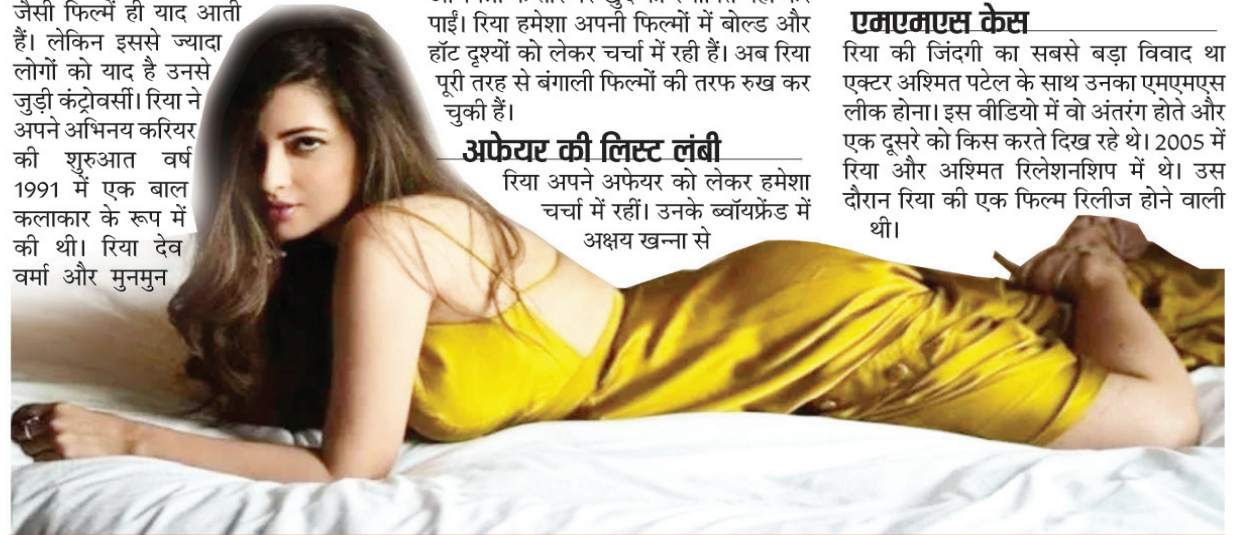 जैसी फिल्में ही याद आती
हैं। लेकिन इससे ज्यादा
लोगों को याद है उनसे
जुड़ी कंट्रोवर्सी। रिया ने
अपने अभिनय करियर
की शुरुआत वर्ष
1991 में एक बाल
कलाकार के रूप में
की थी। रिया देव
वर्मा और मुनमुन
पाईं। रिया हमेशा अपनी फिल्मों में बोल्ड और
हॉट दृश्यों को लेकर चर्चा में रही हैं। अब रिया
पूरी तरह से बंगाली फिल्मों की तरफ रुख कर
चुकी हैं।
अफेयर की लिस्ट लंबी
रिया अपने अफेयर को लेकर हमेशा
चर्चा में रहीं। उनके ब्वॉयफ्रेंड में
अक्षय खन्ना से
एमएमएस केस
रिया की जिंदगी का सबसे बड़ा विवाद था
एक्टर अश्मित पटेल के साथ उनका एमएमएस
लीक होना। इस वीडियो में वो अंतरंग होते और
एक दूसरे को किस करते दिख रहे थे। 2005 में
रिया और अश्मित रिलेशनशिप में थे। उस
दौरान रिया की एक फिल्म रिलीज होने वाली
थी।